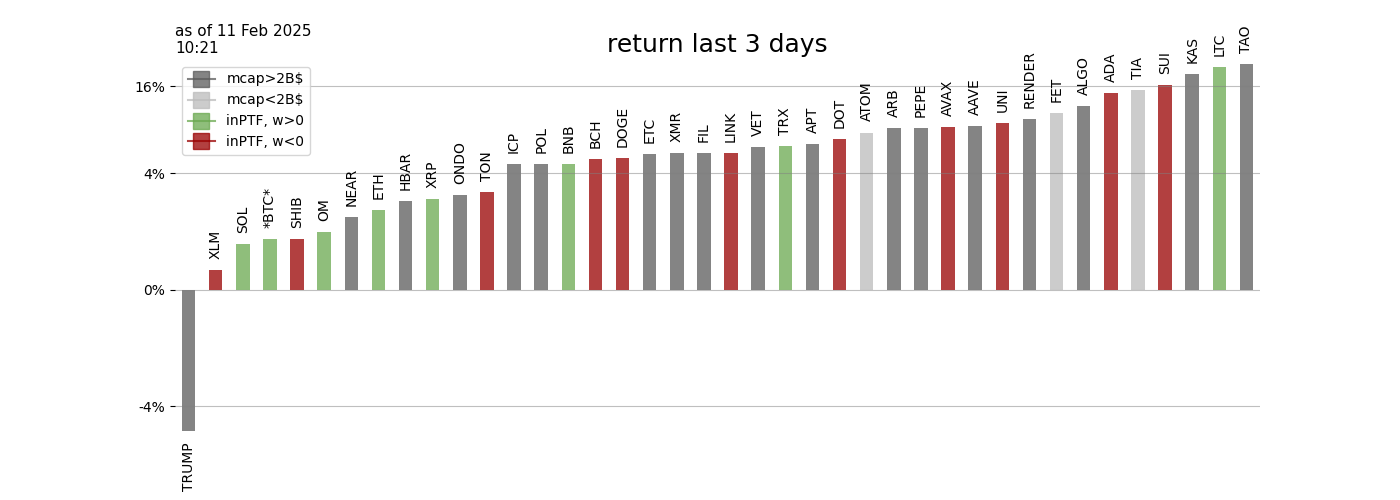 as of 11 Feb 2025
10:21
return last 3 days
mcap>2B$
mcap<2B$
inPTF, w>0
inPTF, w<0
16%
4%
0%
-4%
TRUMP
XLM
SOL
*BTC*
SHIB
OM
NEAR
ETH
HBAR
XRP
ONDO
TON
ICP
POL
BNB
BCH
DOGE
ETC
XMR
FIL
LINK
VET
TRX
APT
DOT
ATOM
ARB
PEPE
AVAX
AAVE
UNI
RENDER
FET
ALGO
ADA
TIA
SUI
KAS
LTC
TAO